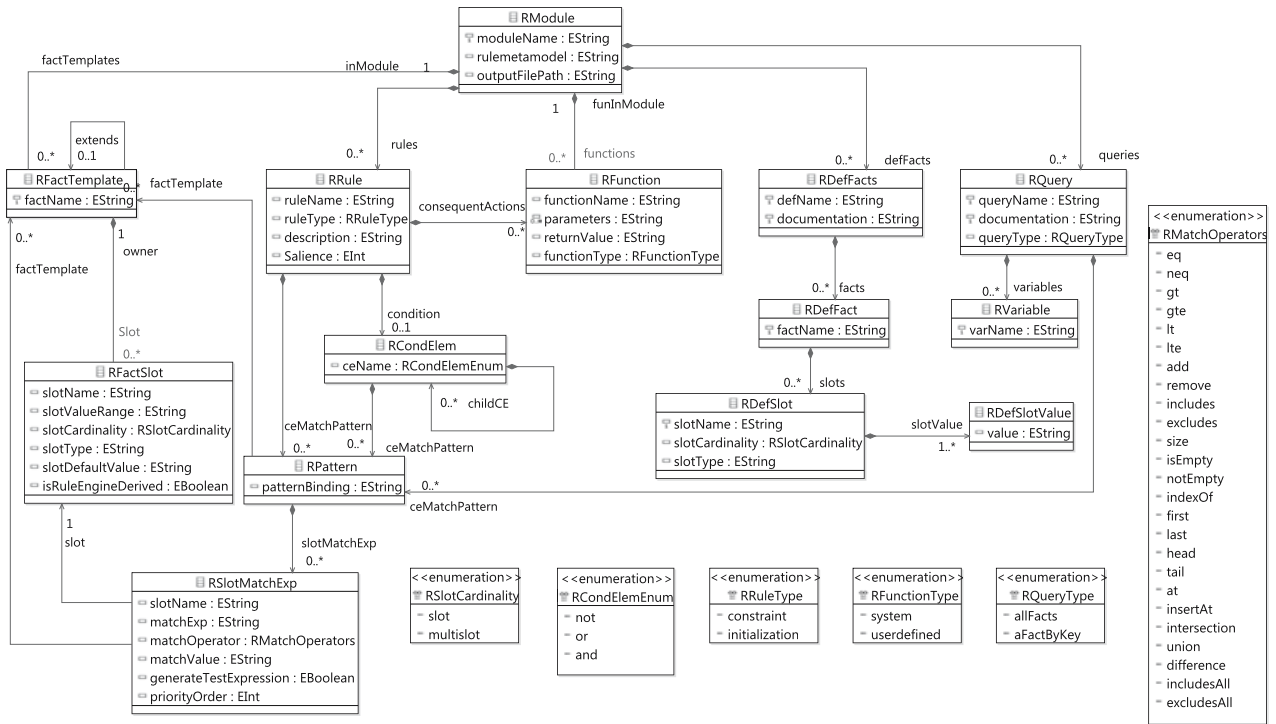 RModule
moduleName : EString
rulemetamodel : EString
outputFilePath : EString
factTemplates
inModule 1
1
funInModule
rules
0..*
0..* functions
0..*
defFacts
0..*
queries
extends
0..1
0..*
RFactTemplate
factName : EString
0..*
factTemplate
RRule
ruleName : EString
ruleType : RRuleType
description : EString
Salience : EInt
consequentActions
0..*
RFunction
functionName : EString
parameters : EString
returnValue : EString
functionType : RFunctionType
RDefFacts
defName : EString
documentation : EString
RQuery
queryName : EString
documentation : EString
queryType : RQueryType
<<enumeration>>
RMatchOperators
eq
neq
gt
gte
lt
lte
add
remove
includes
excludes
size
isEmpty
notEmpty
indexOf
first
last
head
tail
at
insertAt
intersection
union
difference
includesAll
excludesAll
0..*
factTemplate
1
owner
Slot
0..*
condition
0..1
0..* facts
0..* variables
RDefFact
factName : EString
RVariable
varName : EString
RCondElem
ceName : RCondElemEnum
0..* childCE
RFactSlot
slotName : EString
slotValueRange : EString
slotCardinality : RSlotCardinality
slotType : EString
slotDefaultValue : EString
isRuleEngineDerived : EBoolean
0..* slots
RDefSlot
slotName : EString
slotCardinality : RSlotCardinality
slotType : EString
slotValue
1..*
RDefSlotValue
value : EString
ceMatchPattern
0..*
0..*
ceMatchPattern
RPattern
patternBinding : EString
0..*
ceMatchPattern
1
slot
slotMatchExp
0..*
RSlotMatchExp
slotName : EString
matchExp : EString
matchOperator : RMatchOperators
matchValue : EString
generateTestExpression : EBoolean
priorityOrder : EInt
<<enumeration>>
RSlotCardinality
slot
multislot
<<enumeration>>
RCondElemEnum
not
or
and
<<enumeration>>
RRuleType
constraint
initialization
<<enumeration>>
RFunctionType
system
userdefined
<<enumeration>>
RQueryType
allFacts
aFactByKey